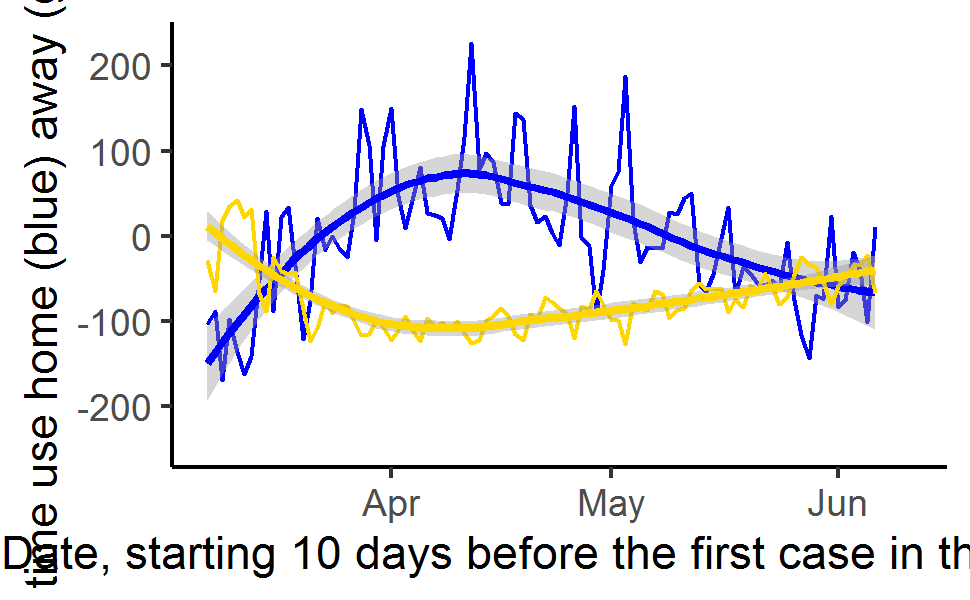 time use home (blue) away (
200
100
0
-100
-200
Apr May Jun
Date, starting 10 days before the first case in th